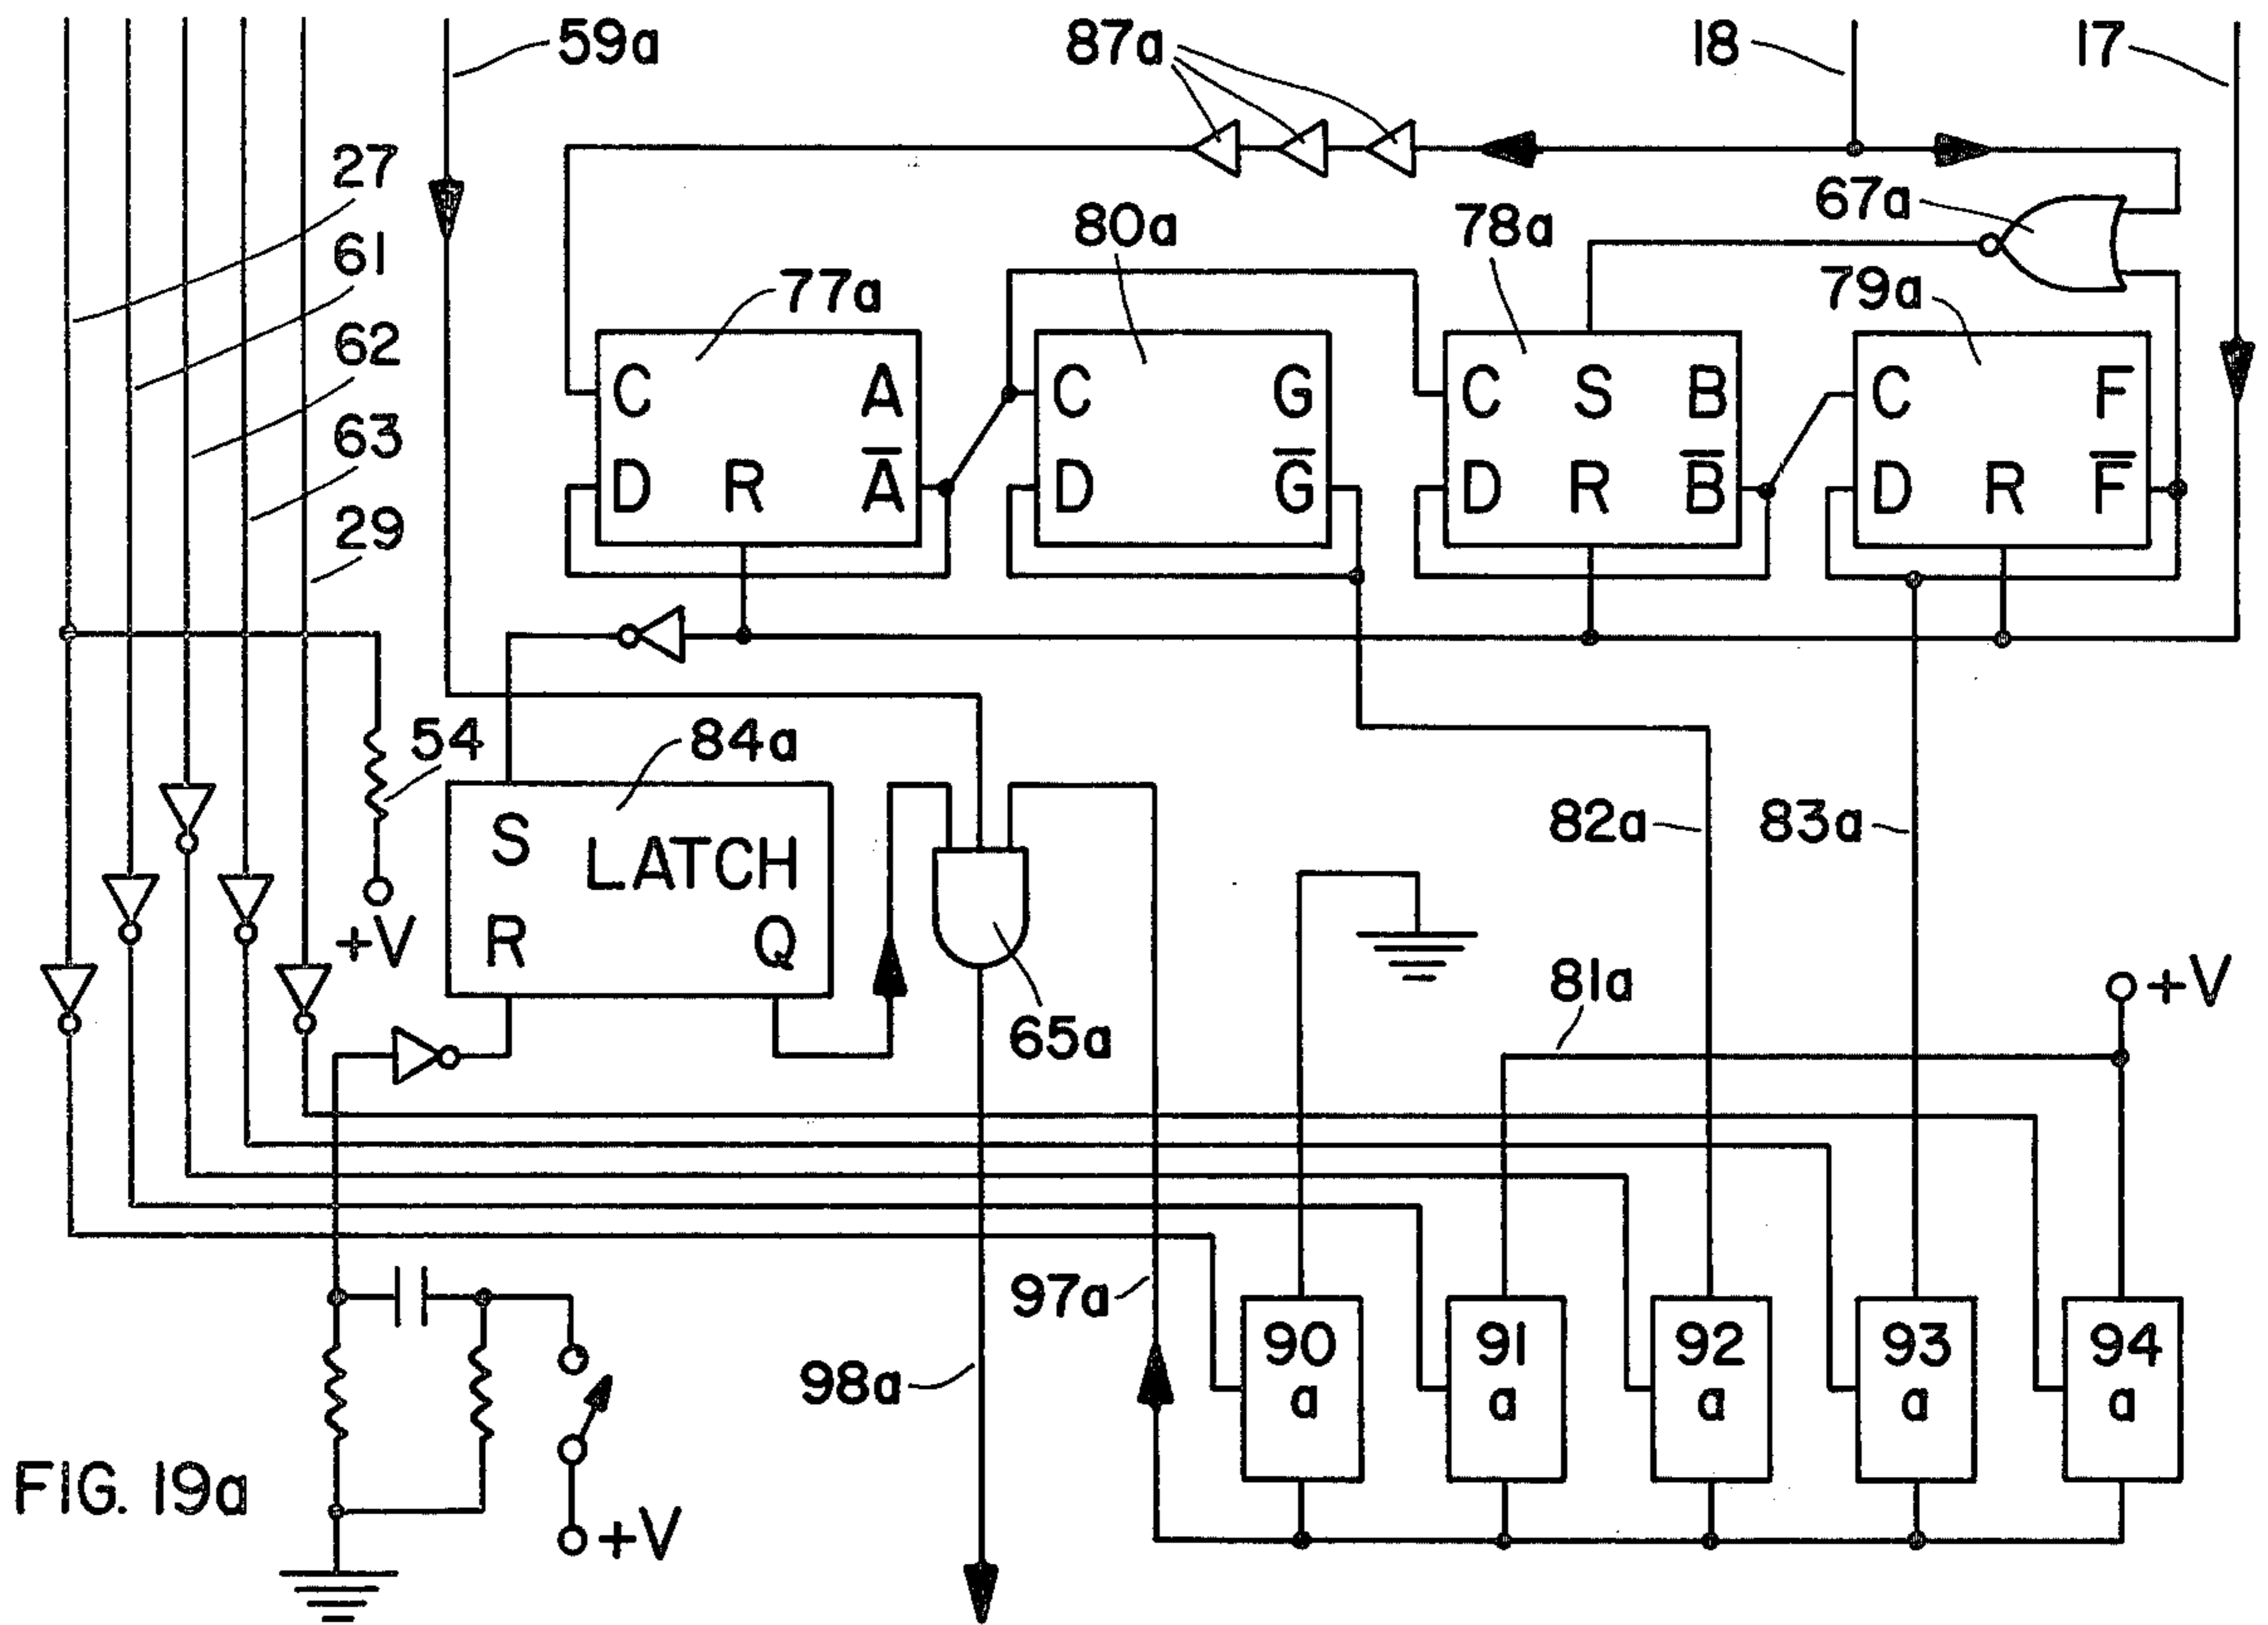 59a 87a 18 17
27
67a
61 80a 78a
77a 79a
62
C A C G C S B C F
63
D R A̅ D G̅ D R B̅ D R F̅
29
54 84a
82a 83a
S LATCH
+V R Q
81a +V
65a
97a
90 a 91 a 92 a 93 a 94 a
98a
FIG. 19a
+V